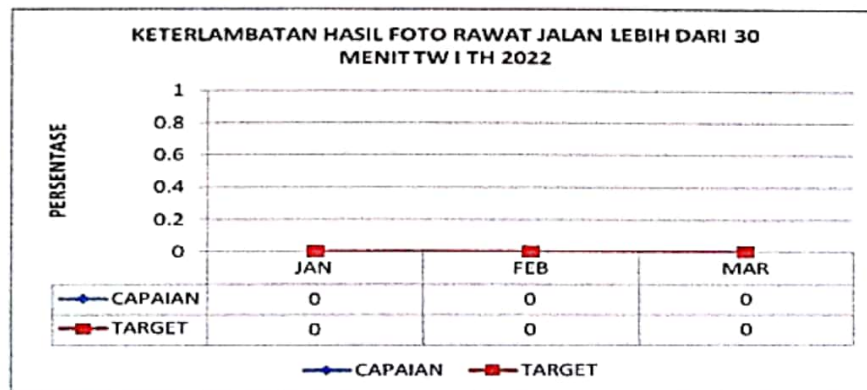 KETERLAMBATAN HASIL FOTO RAWAT JALAN LEBIH DARI 30
MENIT TW I TH 2022
PERSENTASE
1
0.8
0.6
0.4
0.2
0
JAN FEB MAR
CAPAIAN 0 0 0
TARGET 0 0 0
CAPAIAN TARGET